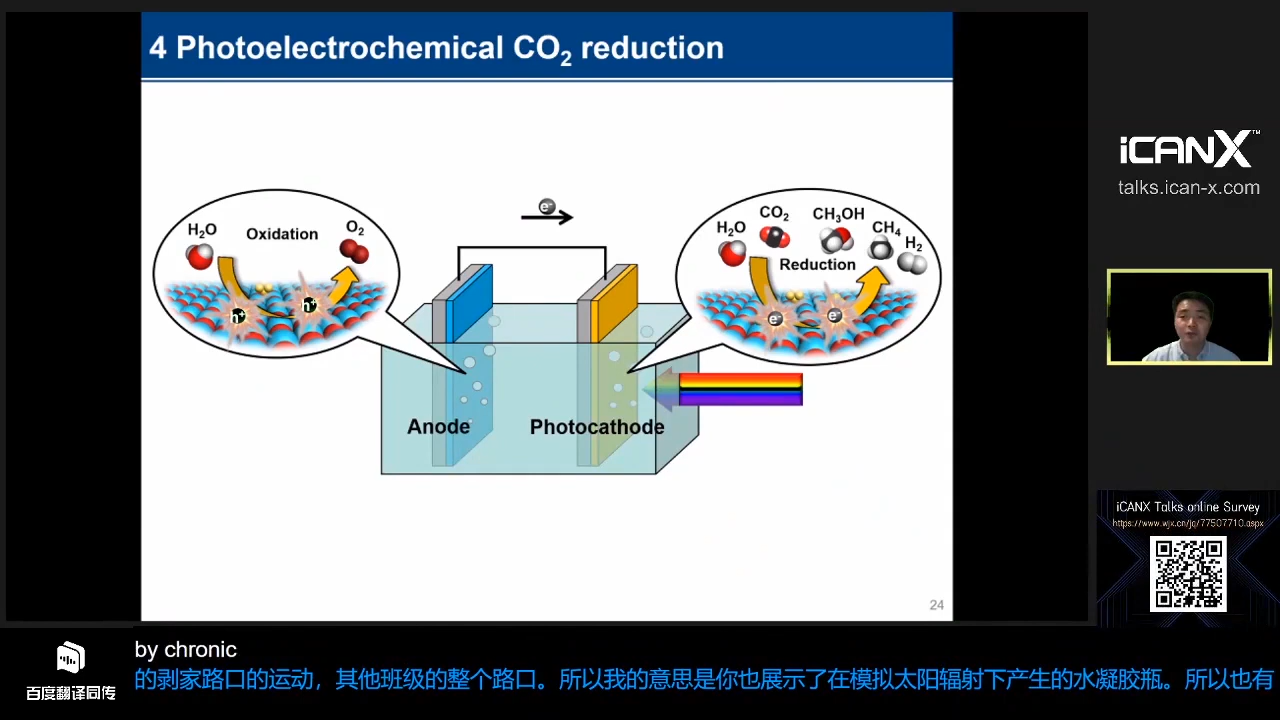 4 Photoelectrochemical CO₂ reduction
H₂O
Oxidation
O₂
h⁺
h⁺
e⁻
H₂O
CO₂
CH₃OH
CH₄
H₂
Reduction
e⁻
e⁻
Anode
Photocathode
24
iCANX™
talks.ican-x.com
iCANX Talks online Survey
https://www.wjx.cn/jq/77507710.aspx
百度翻译同传
by chronic
的剥家路口的运动，其他班级的整个路口。所以我的意思是你也展示了在模拟太阳辐射下产生的水凝胶瓶。所以也有